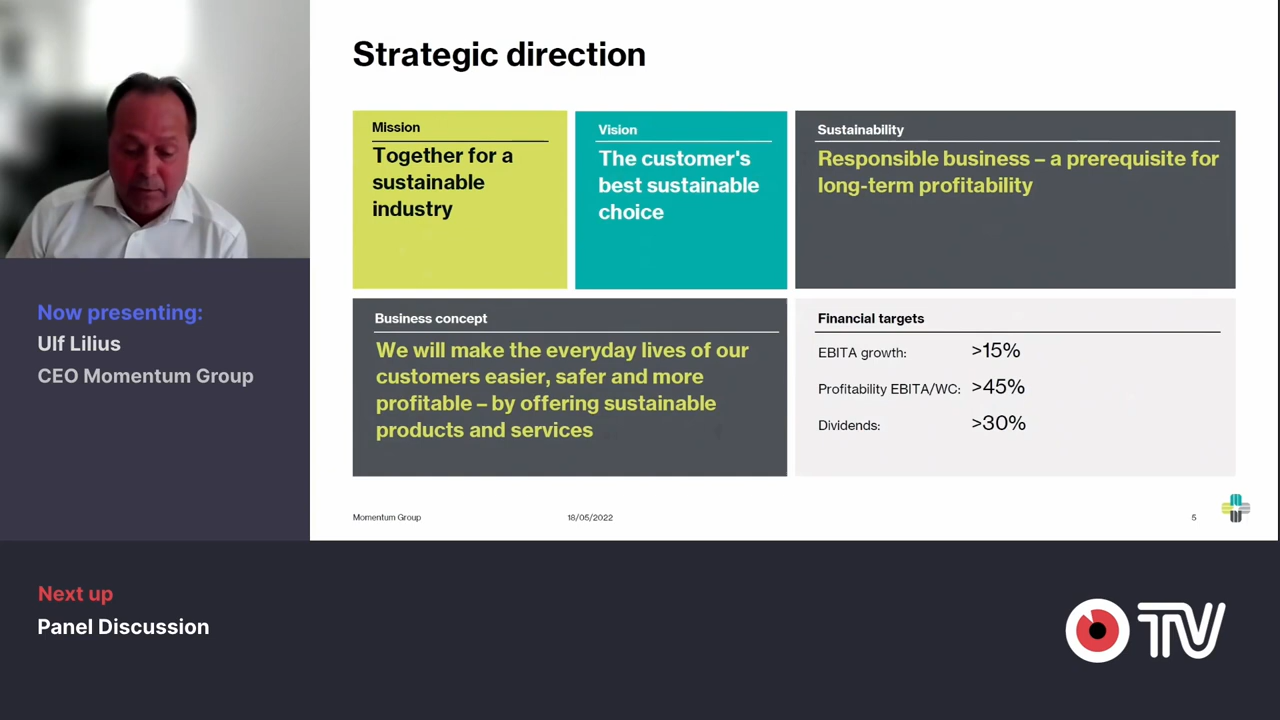 Strategic direction
Mission
Together for a
sustainable
industry
Vision
The customer's
best sustainable
choice
Sustainability
Responsible business – a prerequisite for
long-term profitability
Business concept
We will make the everyday lives of our
customers easier, safer and more
profitable – by offering sustainable
products and services
Financial targets
EBITA growth: >15%
Profitability EBITA/WC: >45%
Dividends: >30%
Momentum Group 18/05/2022 5
Now presenting:
Ulf Lilius
CEO Momentum Group
Next up
Panel Discussion
TV